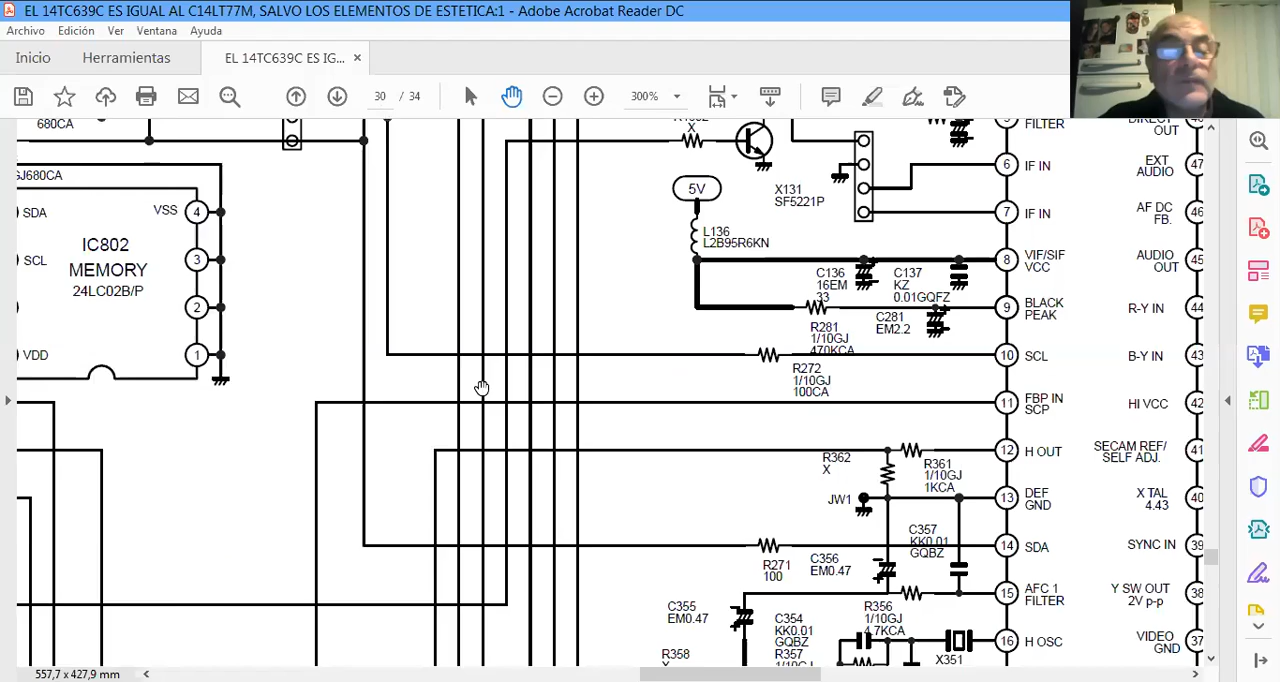 EL 14TC639C ES IGUAL AL C14LT77M, SALVO LOS ELEMENTOS DE ESTETICA:1 - Adobe Acrobat Reader DC
Archivo Edición Ver Ventana Ayuda
Inicio Herramientas EL 14TC639C ES IG... ×
30 / 34 300%
680CA
GJ680CA
SDA
VSS
4
IC802
MEMORY
24LC02B/P
SCL
3
2
VDD
1
X
X131
SF5221P
5V
L136
L2B95R6KN
C136
16EM
33
C137
KZ
0.01GQFZ
R281
1/10GJ
470KCA
C281
EM2.2
R272
1/10GJ
100CA
R362
X
R361
1/10GJ
1KCA
JW1
C357
KK0.01
GQBZ
R271
100
C356
EM0.47
C355
EM0.47
C354
KK0.01
GQBZ
R357
1/10GJ
R356
1/10GJ
4.7KCA
R358
X
X351
FILTER
6 IF IN
7 IF IN
8 VIF/SIF
VCC
9 BLACK
PEAK
10 SCL
11 FBP IN
SCP
12 H OUT
13 DEF
GND
14 SDA
15 AFC 1
FILTER
16 H OSC
OUT
EXT
AUDIO 47
AF DC
FB. 46
AUDIO
OUT 45
R-Y IN 44
B-Y IN 43
HI VCC 42
SECAM REF/
SELF ADJ. 41
X TAL
4.43 40
SYNC IN 39
Y SW OUT
2V p-p 38
VIDEO
GND 37
557,7 x 427,9 mm